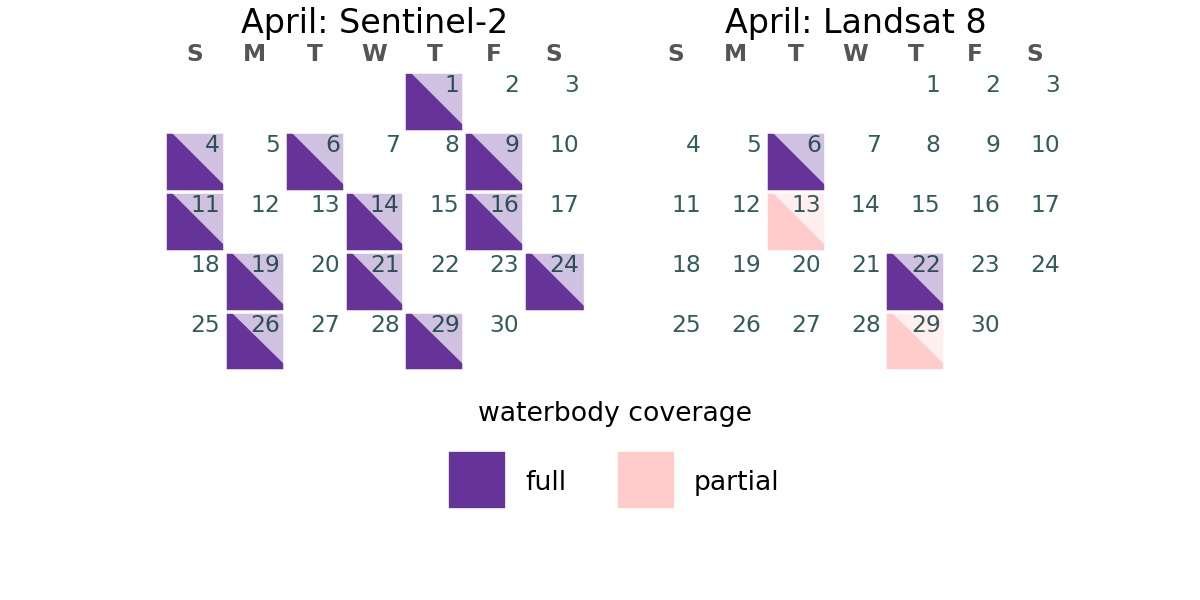 April: Sentinel-2
S M T W T F S
1 2 3
4 5 6 7 8 9 10
11 12 13 14 15 16 17
18 19 20 21 22 23 24
25 26 27 28 29 30
April: Landsat 8
S M T W T F S
1 2 3
4 5 6 7 8 9 10
11 12 13 14 15 16 17
18 19 20 21 22 23 24
25 26 27 28 29 30
waterbody coverage
full
partial